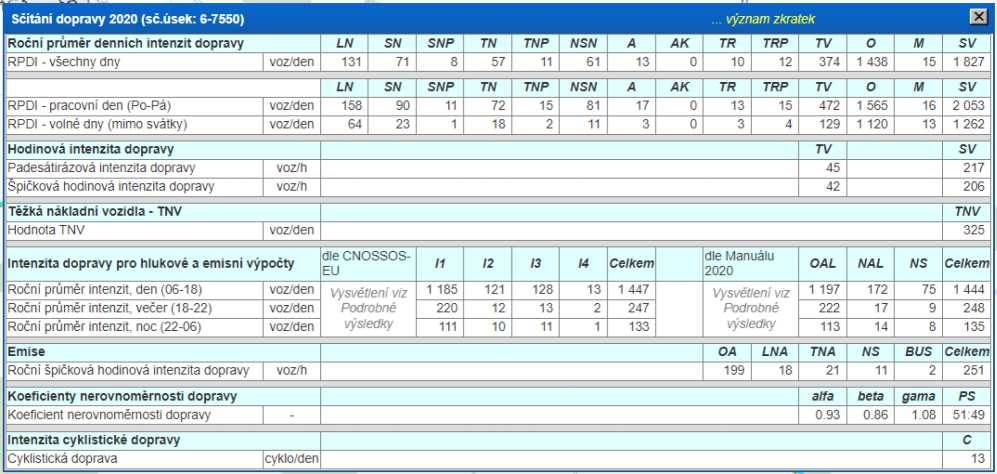 Sčítání dopravy 2020 (sč.úsek: 6-7550) ... význam zkratek X
Roční průměr denních intenzit dopravy LN SN SNP TN TNP NSN A AK TR TRP TV O M SV
RPDI - všechny dny voz/den 131 71 8 57 11 61 13 0 10 12 374 1 438 15 1 827
LN SN SNP TN TNP NSN A AK TR TRP TV O M SV
RPDI - pracovní den (Po-Pá) voz/den 158 90 11 72 15 81 17 0 13 15 472 1 565 16 2 053
RPDI - volné dny (mimo svátky) voz/den 64 23 1 18 2 11 3 0 3 4 129 1 120 13 1 262
Hodinová intenzita dopravy TV SV
Padesátirázová intenzita dopravy voz/h 45 217
Špičková hodinová intenzita dopravy voz/h 42 206
Těžká nákladní vozidla - TNV TNV
Hodnota TNV voz/den 325
Intenzita dopravy pro hlukové a emisní výpočty dle CNOSSOS-EU I1 I2 I3 I4 Celkem dle Manuálu 2020 OAL NAL NS Celkem
Roční průměr intenzit, den (06-18) voz/den Vysvětlení viz 1 185 121 128 13 1 447 Vysvětlení viz 1 197 172 75 1 444
Roční průměr intenzit, večer (18-22) voz/den Podrobné 220 12 13 2 247 Podrobné 222 17 9 248
Roční průměr intenzit, noc (22-06) voz/den výsledky 111 10 11 1 133 výsledky 113 14 8 135
Emise OA LNA TNA NS BUS Celkem
Roční špičková hodinová intenzita dopravy voz/h 199 18 21 11 2 251
Koeficienty nerovnoměrnosti dopravy alfa beta gama PS
Koeficient nerovnoměrnosti dopravy - 0.93 0.86 1.08 51:49
Intenzita cyklistické dopravy C
Cyklistická doprava cyklo/den 13